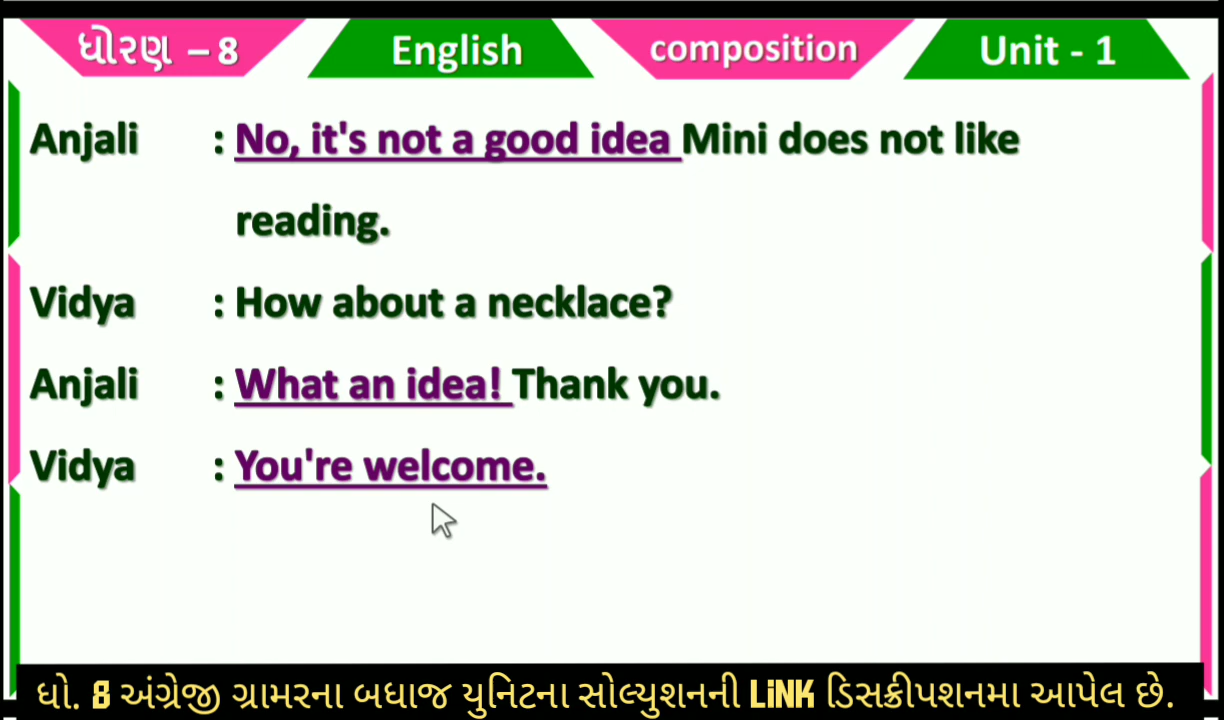 ધોરણ – 8 English composition Unit - 1
Anjali : No, it's not a good idea Mini does not like
reading.
Vidya : How about a necklace?
Anjali : What an idea! Thank you.
Vidya : You're welcome.
ધો. 8 અંગ્રેજી ગ્રામરના બધાજ યુનિટના સોલ્યુશનની LiNK ડિસક્રીપશનમા આપેલ છે.